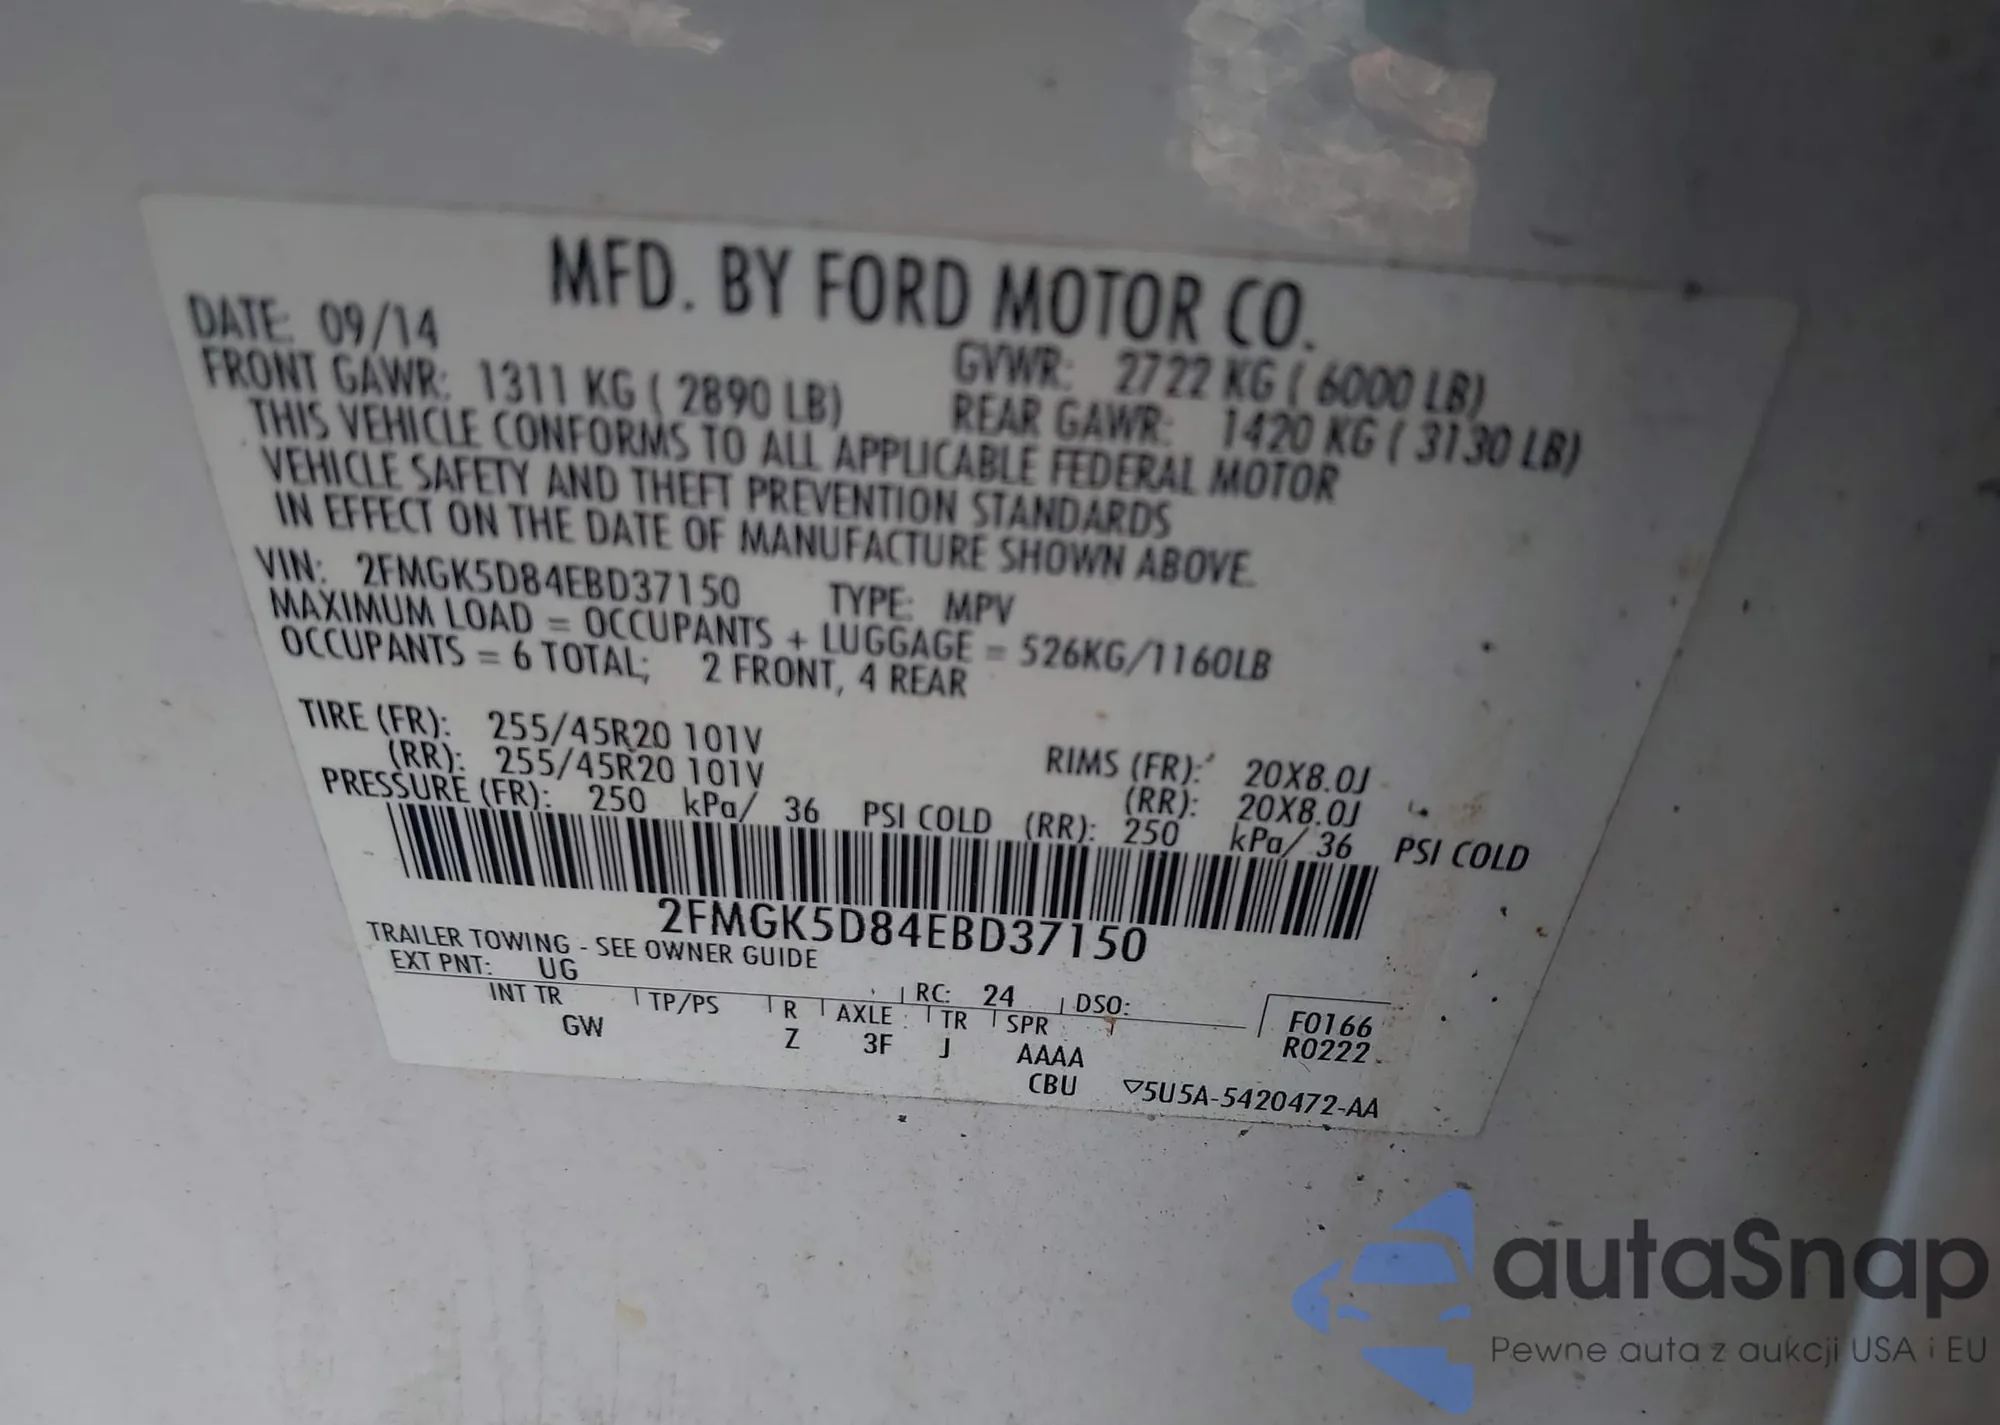 MFD. BY FORD MOTOR CO.
DATE: 09/14 GVWR: 2722 KG ( 6000 LB)
FRONT GAWR: 1311 KG ( 2890 LB) REAR GAWR: 1420 KG ( 3130 LB)
THIS VEHICLE CONFORMS TO ALL APPLICABLE FEDERAL MOTOR
VEHICLE SAFETY AND THEFT PREVENTION STANDARDS
IN EFFECT ON THE DATE OF MANUFACTURE SHOWN ABOVE.
VIN: 2FMGK5D84EBD37150 TYPE: MPV
MAXIMUM LOAD = OCCUPANTS + LUGGAGE = 526KG/1160LB
OCCUPANTS = 6 TOTAL; 2 FRONT, 4 REAR
TIRE (FR): 255/45R20 101V RIMS (FR): 20X8.0J
(RR): 255/45R20 101V (RR): 20X8.0J
PRESSURE (FR): 250 kPa/ 36 PSI COLD (RR): 250 kPa/ 36 PSI COLD
2FMGK5D84EBD37150
TRAILER TOWING - SEE OWNER GUIDE
EXT PNT: UG RC: 24 DSO:
INT TR TP/PS R AXLE TR SPR F0166
GW Z 3F J AAAA R0222
CBU ▽5U5A-5420472-AA
autaSnap
Pewne auta z aukcji USA i EU